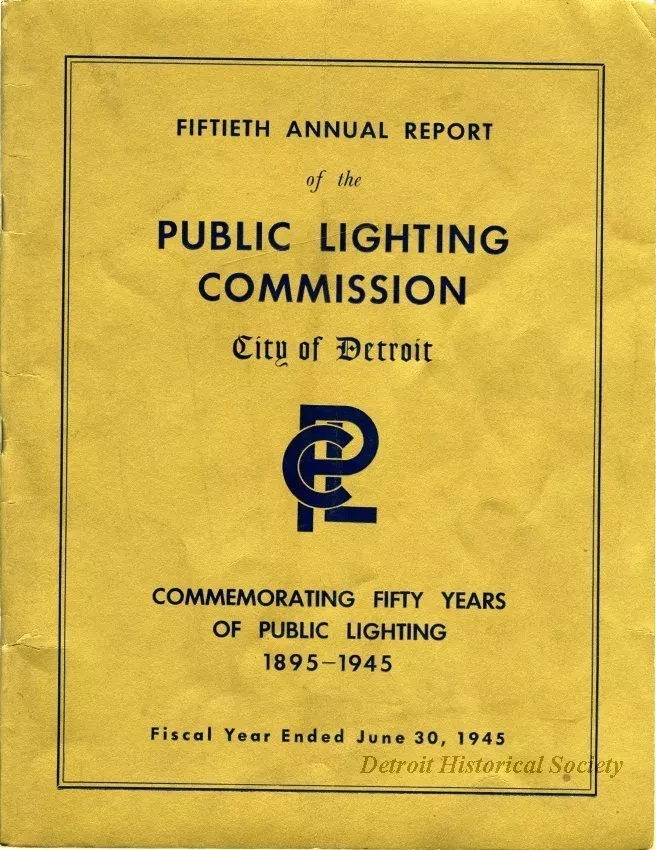 FIFTIETH ANNUAL REPORT
of the
PUBLIC LIGHTING
COMMISSION
City of Detroit
PLC
COMMEMORATING FIFTY YEARS
OF PUBLIC LIGHTING
1895–1945
Fiscal Year Ended June 30, 1945
Detroit Historical Society